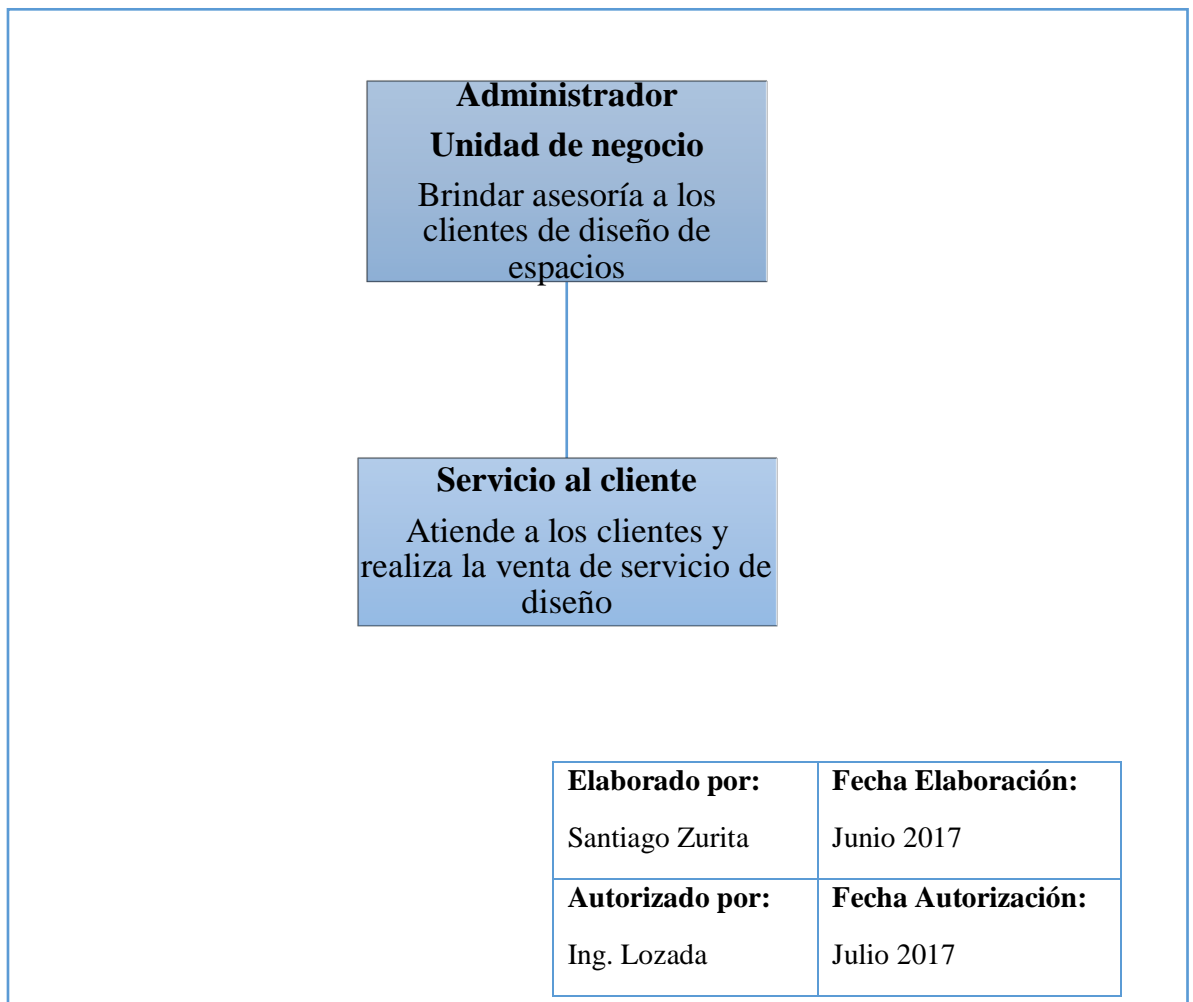 Administrador
Unidad de negocio
Brindar asesoría a los
clientes de diseño de
espacios
Servicio al cliente
Atiende a los clientes y
realiza la venta de servicio de
diseño
Elaborado por:
Santiago Zurita
Fecha Elaboración:
Junio 2017
Autorizado por:
Ing. Lozada
Fecha Autorización:
Julio 2017